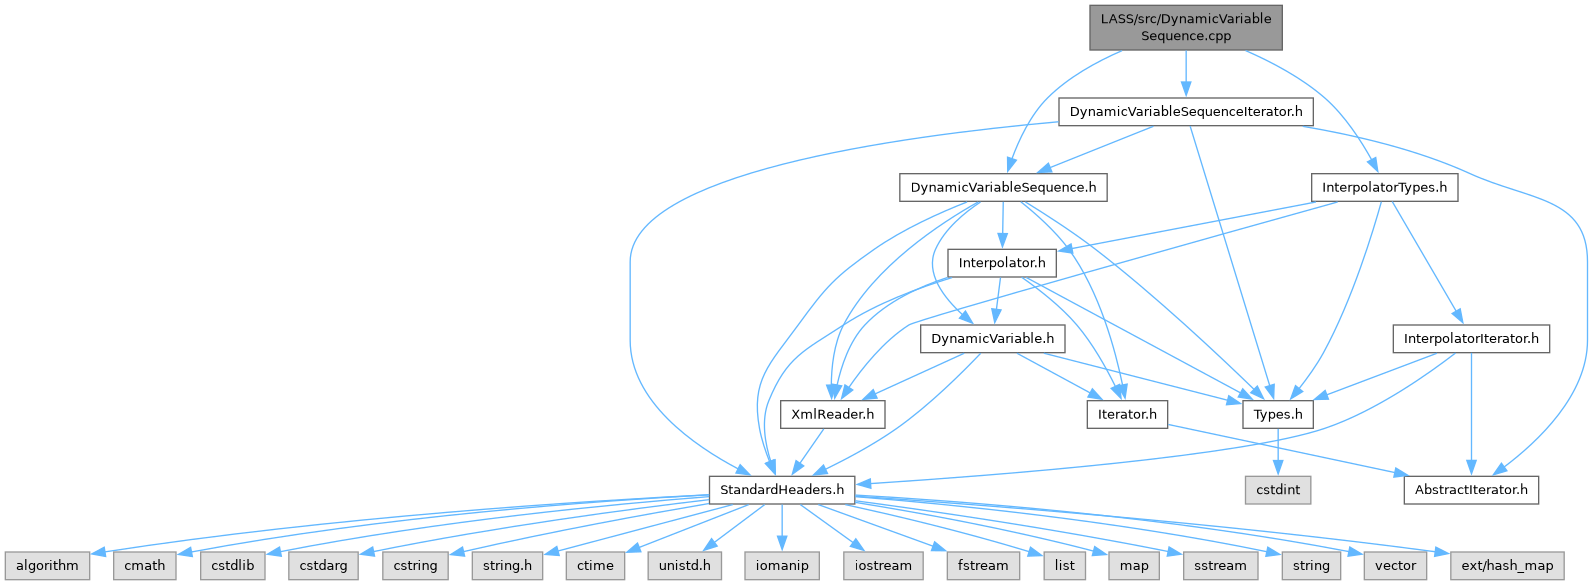 LASS/src/DynamicVariable
Sequence.cpp
DynamicVariableSequenceIterator.h
DynamicVariableSequence.h
InterpolatorTypes.h
Interpolator.h
DynamicVariable.h
InterpolatorIterator.h
XmlReader.h
Iterator.h
Types.h
StandardHeaders.h
cstdint
AbstractIterator.h
algorithm
cmath
cstdlib
cstdarg
cstring
string.h
ctime
unistd.h
iomanip
iostream
fstream
list
map
sstream
string
vector
ext/hash_map